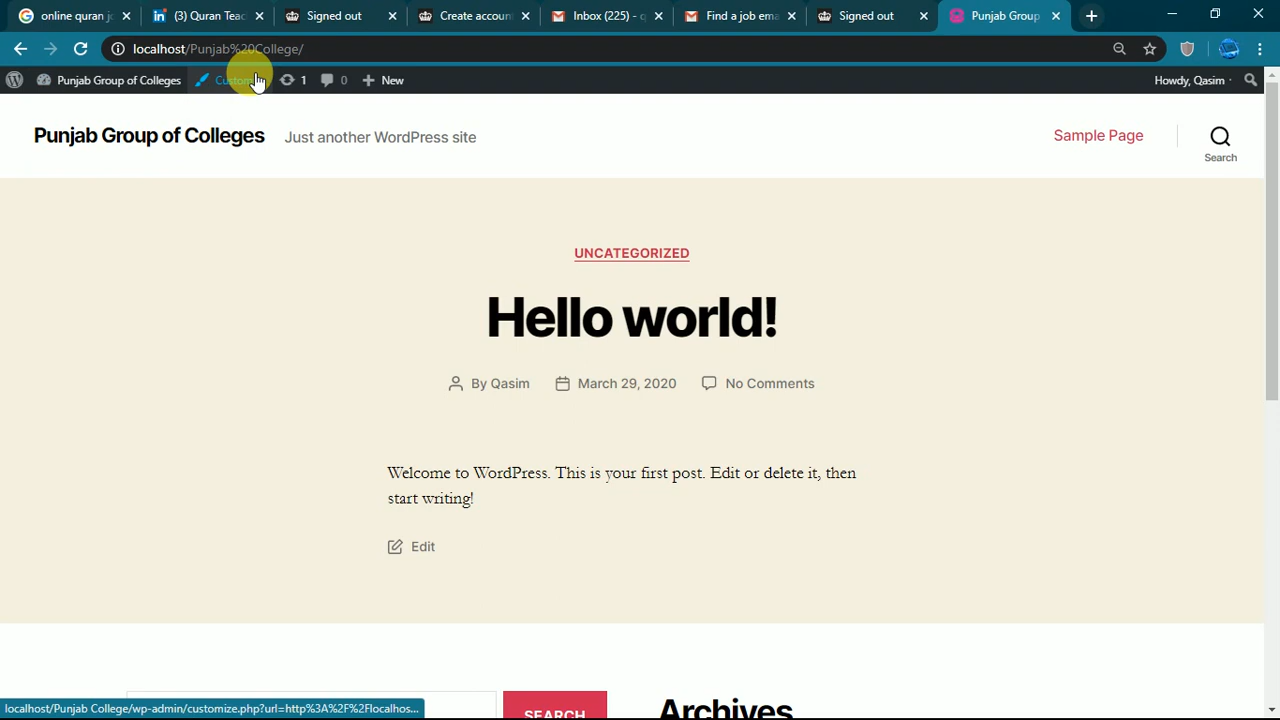 online quran jo
(3) Quran Teac
Signed out
Create accoun
Inbox (225) - q
Find a job ema
Signed out
Punjab Group
localhost/Punjab%20College/
Punjab Group of Colleges
Custom
1
0
New
Howdy, Qasim
Punjab Group of Colleges
Just another WordPress site
Sample Page
Search
UNCATEGORIZED
Hello world!
By Qasim
March 29, 2020
No Comments
Welcome to WordPress. This is your first post. Edit or delete it, then
start writing!
Edit
SEARCH
Archives
localhost/Punjab College/wp-admin/customize.php?url=http%3A%2F%2Flocalhos...